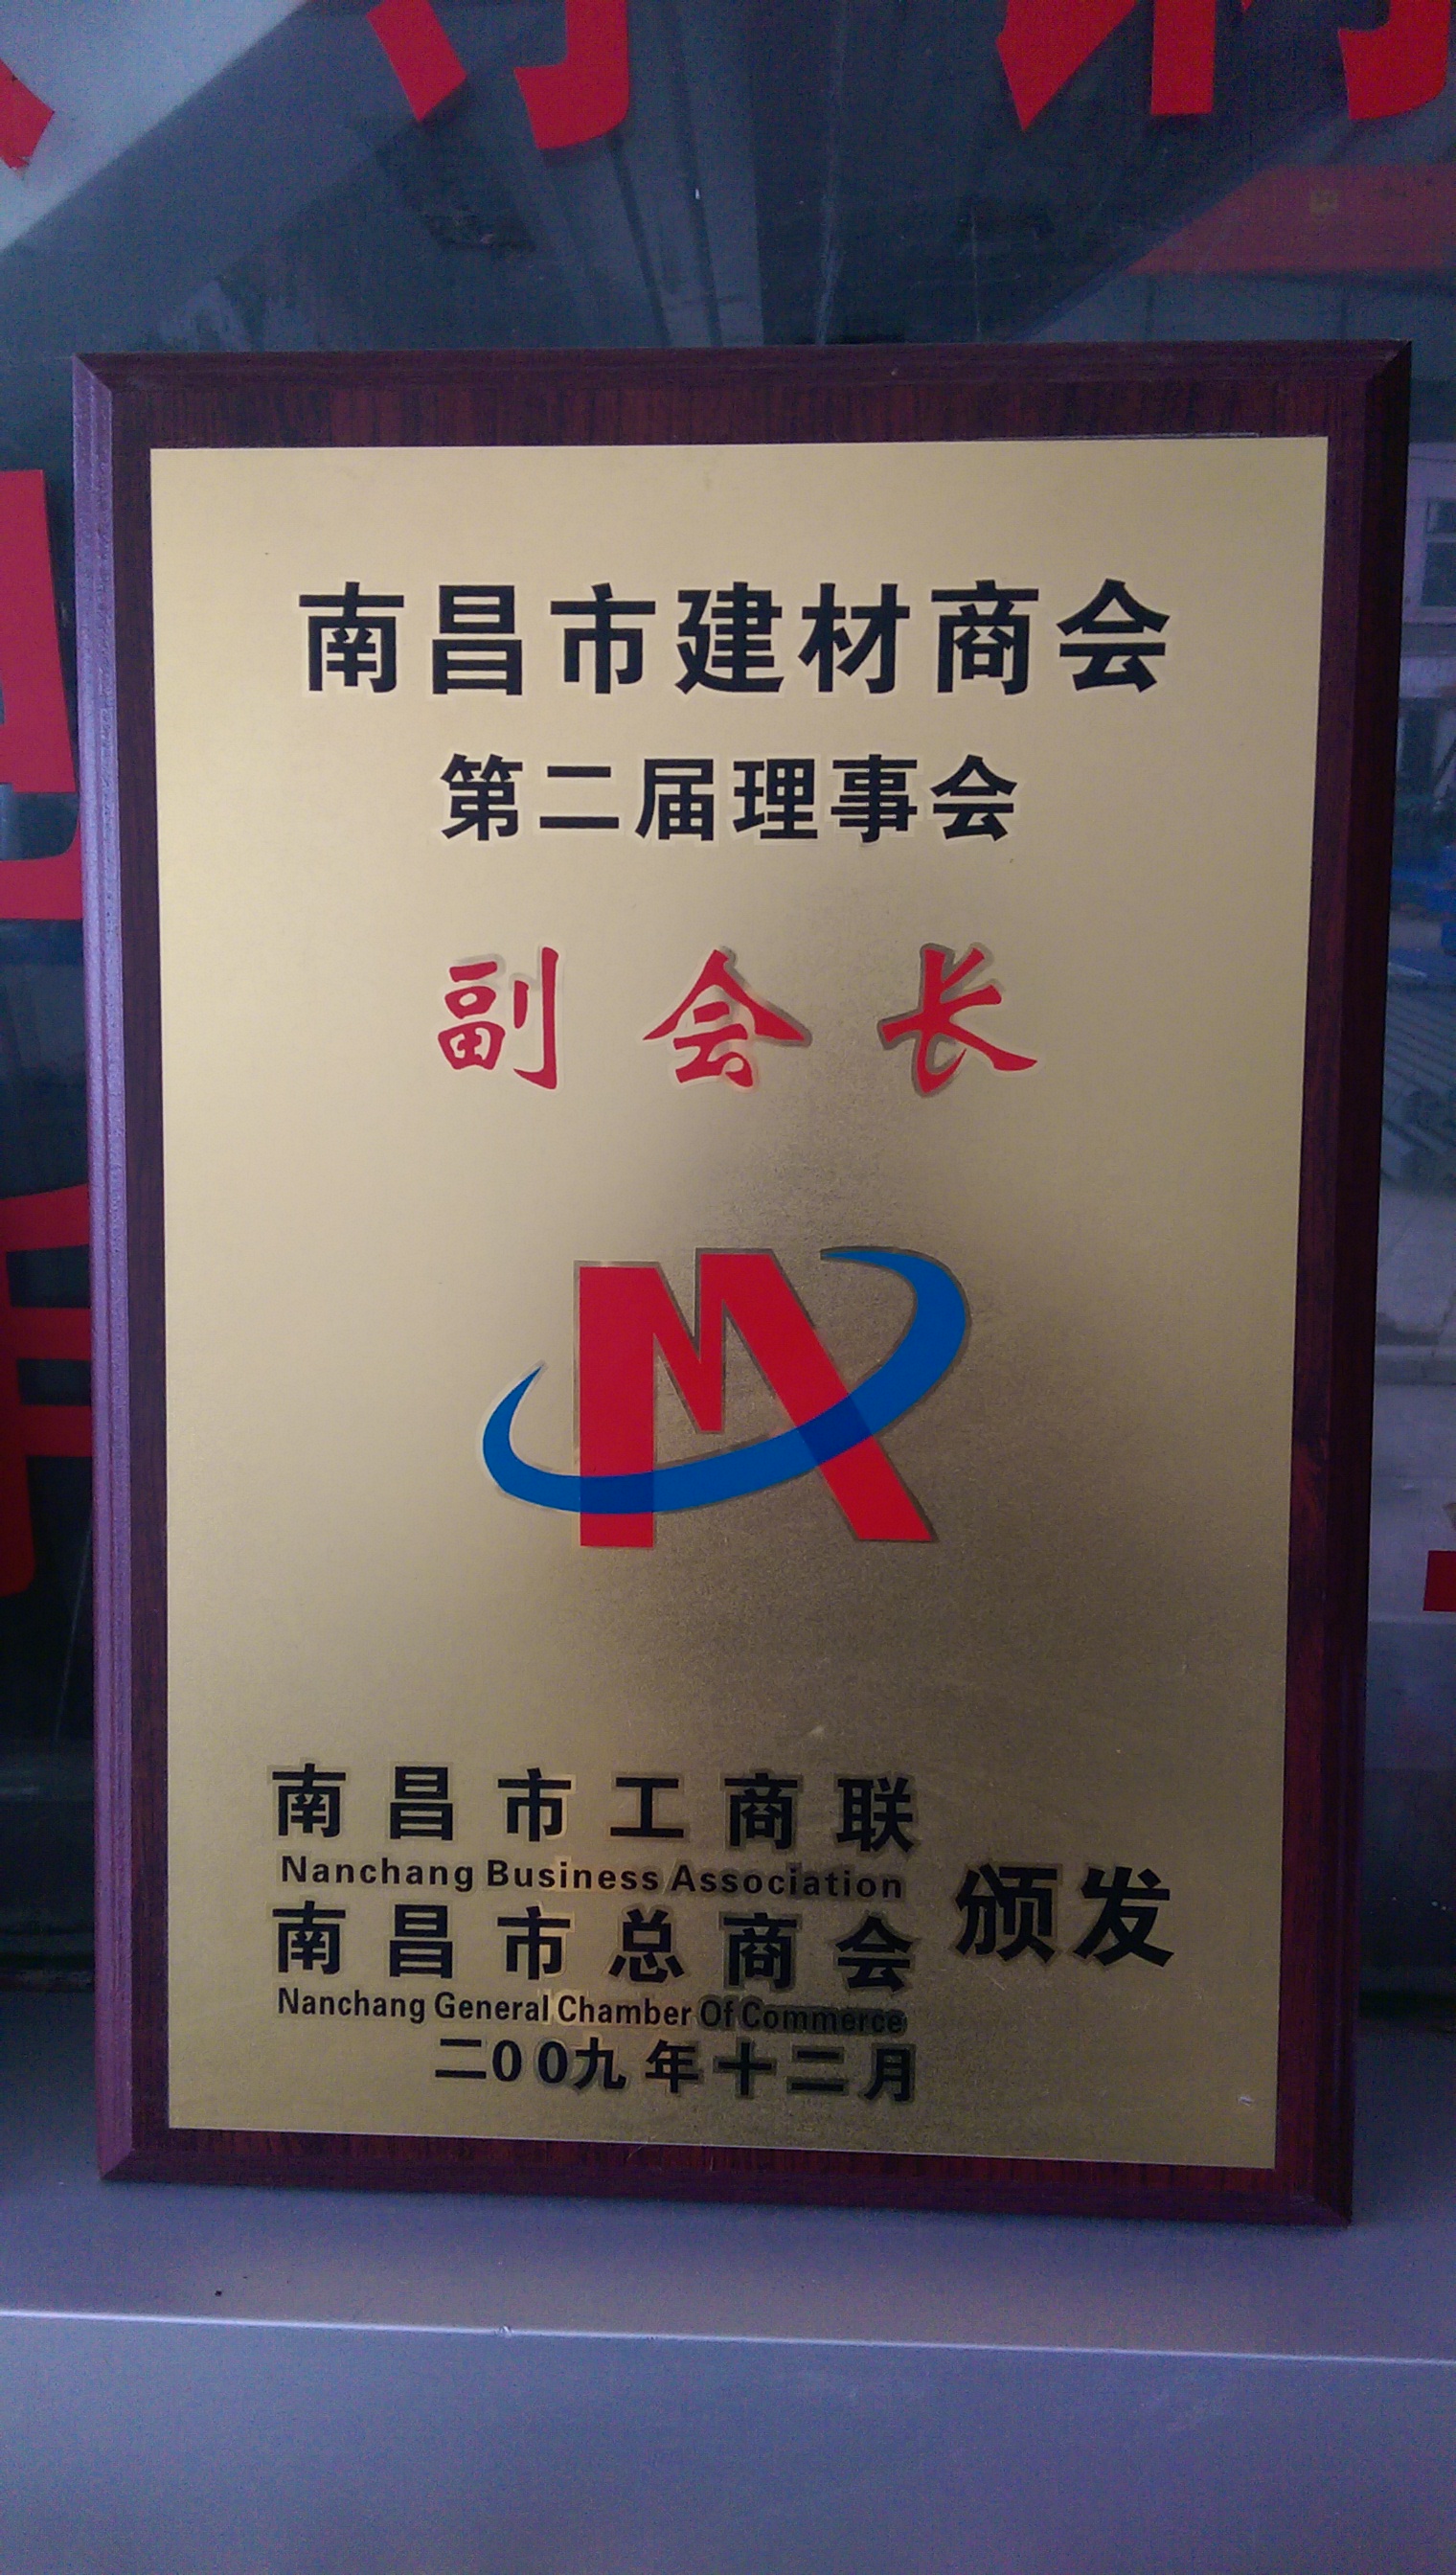 南昌市建材商会
第二届理事会
副会长
南昌市工商联
Nanchang Business Association
颁发
南昌市总商会
Nanchang General Chamber Of Commerce
二00九年十二月